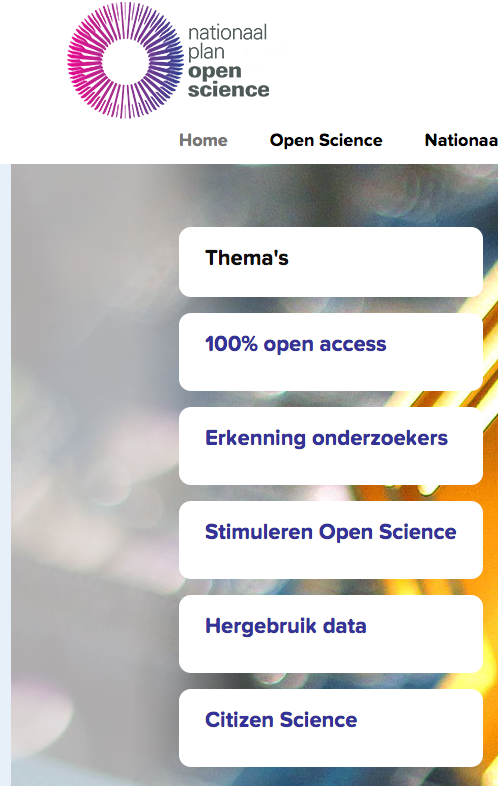 nationaal
plan
open
science
Home Open Science Nationaa
Thema's
100% open access
Erkenning onderzoekers
Stimuleren Open Science
Hergebruik data
Citizen Science